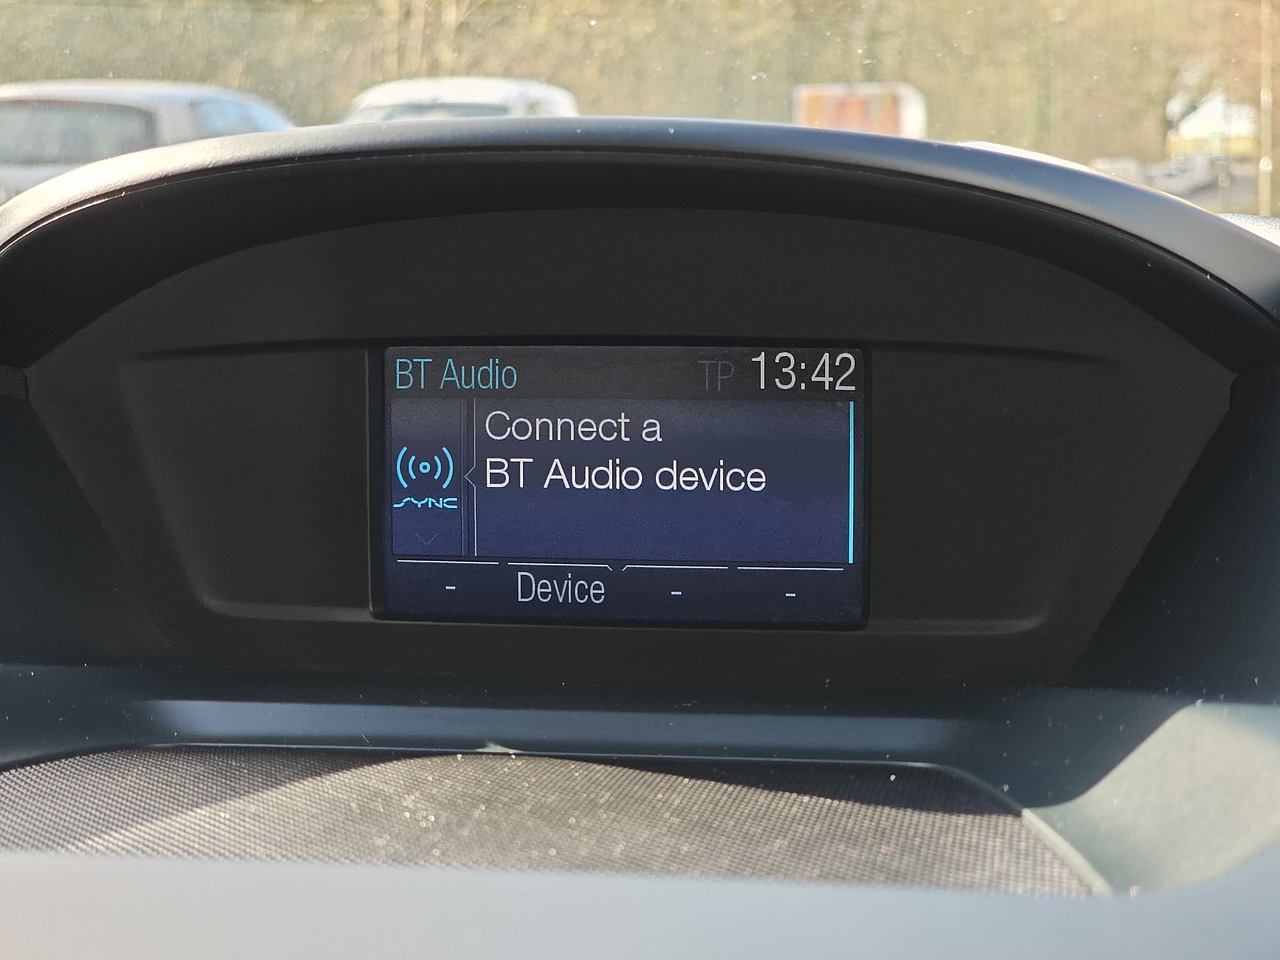 BT Audio TP 13:42
Connect a
BT Audio device
SYNC
- Device - -